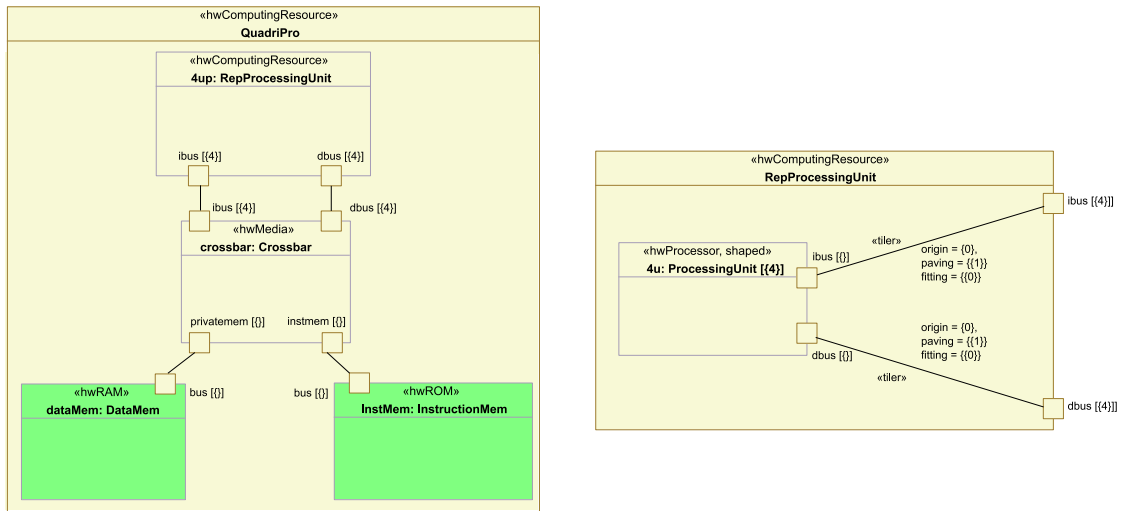 «hwComputingResource»
QuadriPro
«hwComputingResource»
4up: RepProcessingUnit
ibus [{4}]
dbus [{4}]
ibus [{4}]
dbus [{4}]
«hwMedia»
crossbar: Crossbar
privatemem [{}]
instmem [{}]
bus [{}]
bus [{}]
«hwRAM»
dataMem: DataMem
«hwROM»
InstMem: InstructionMem
«hwComputingResource»
RepProcessingUnit
ibus [{4}]]
«tiler»
origin = {0},
paving = {{1}}
fitting = {{0}}
«hwProcessor, shaped»
4u: ProcessingUnit [{4}]
ibus [{}]
dbus [{}]
origin = {0},
paving = {{1}}
fitting = {{0}}
«tiler»
dbus [{4}]]